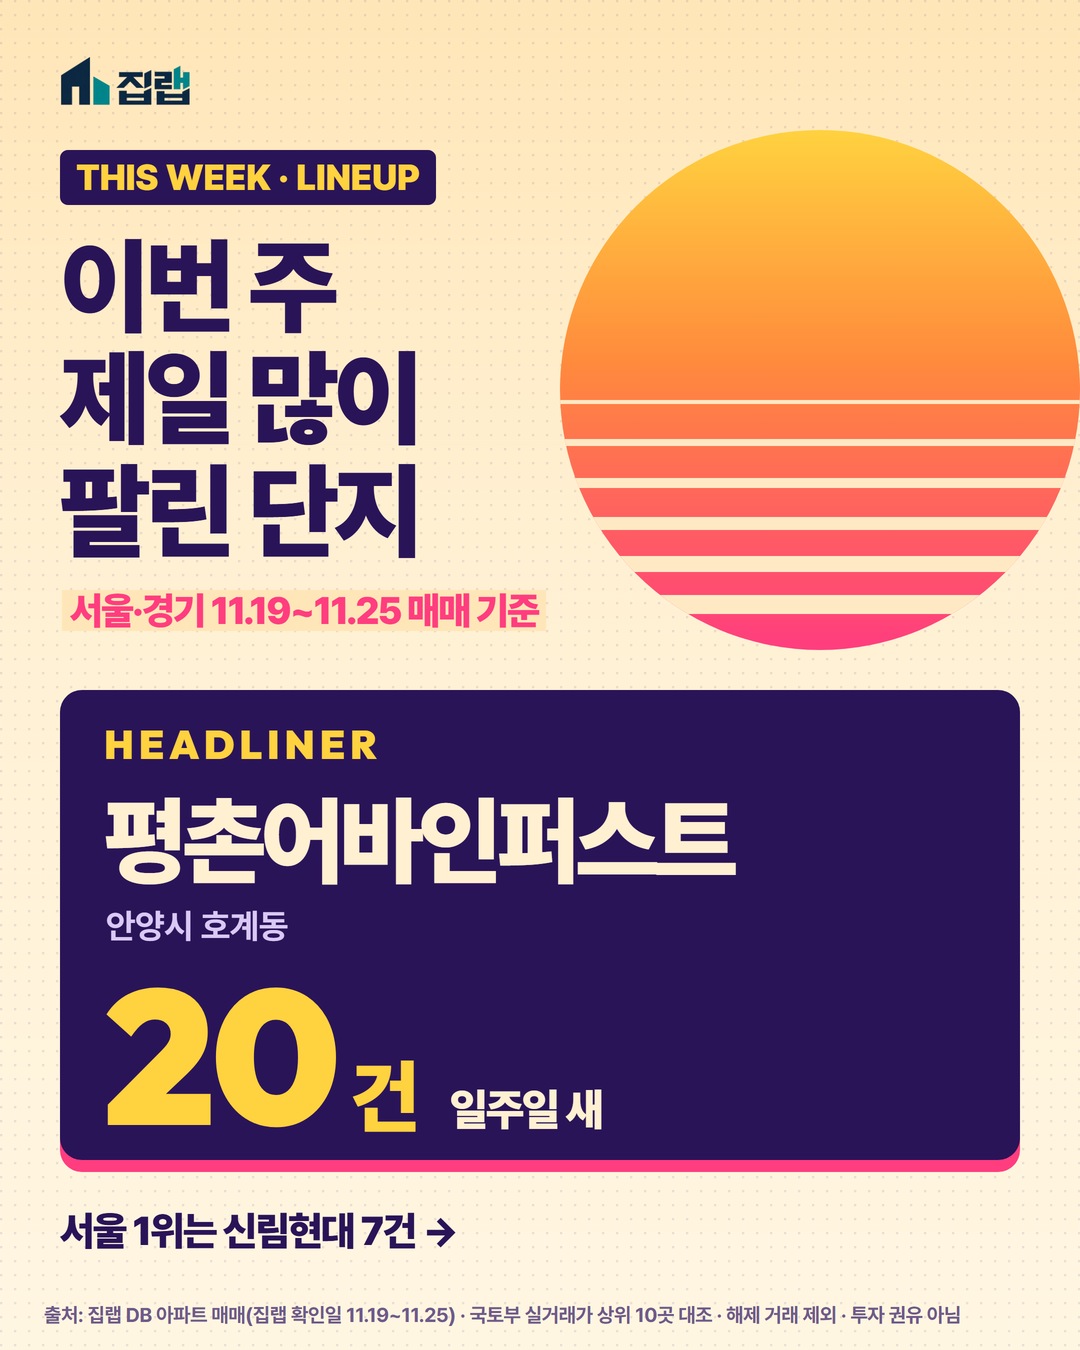 집랩
THIS WEEK · LINEUP
이번 주
제일 많이
팔린 단지
서울·경기 11.19~11.25 매매 기준
HEADLINER
평촌어바인퍼스트
안양시 호계동
20건 일주일 새
서울 1위는 신림현대 7건 →
출처: 집랩 DB 아파트 매매(집랩 확인일 11.19~11.25) · 국토부 실거래가 상위 10곳 대조 · 해제 거래 제외 · 투자 권유 아님